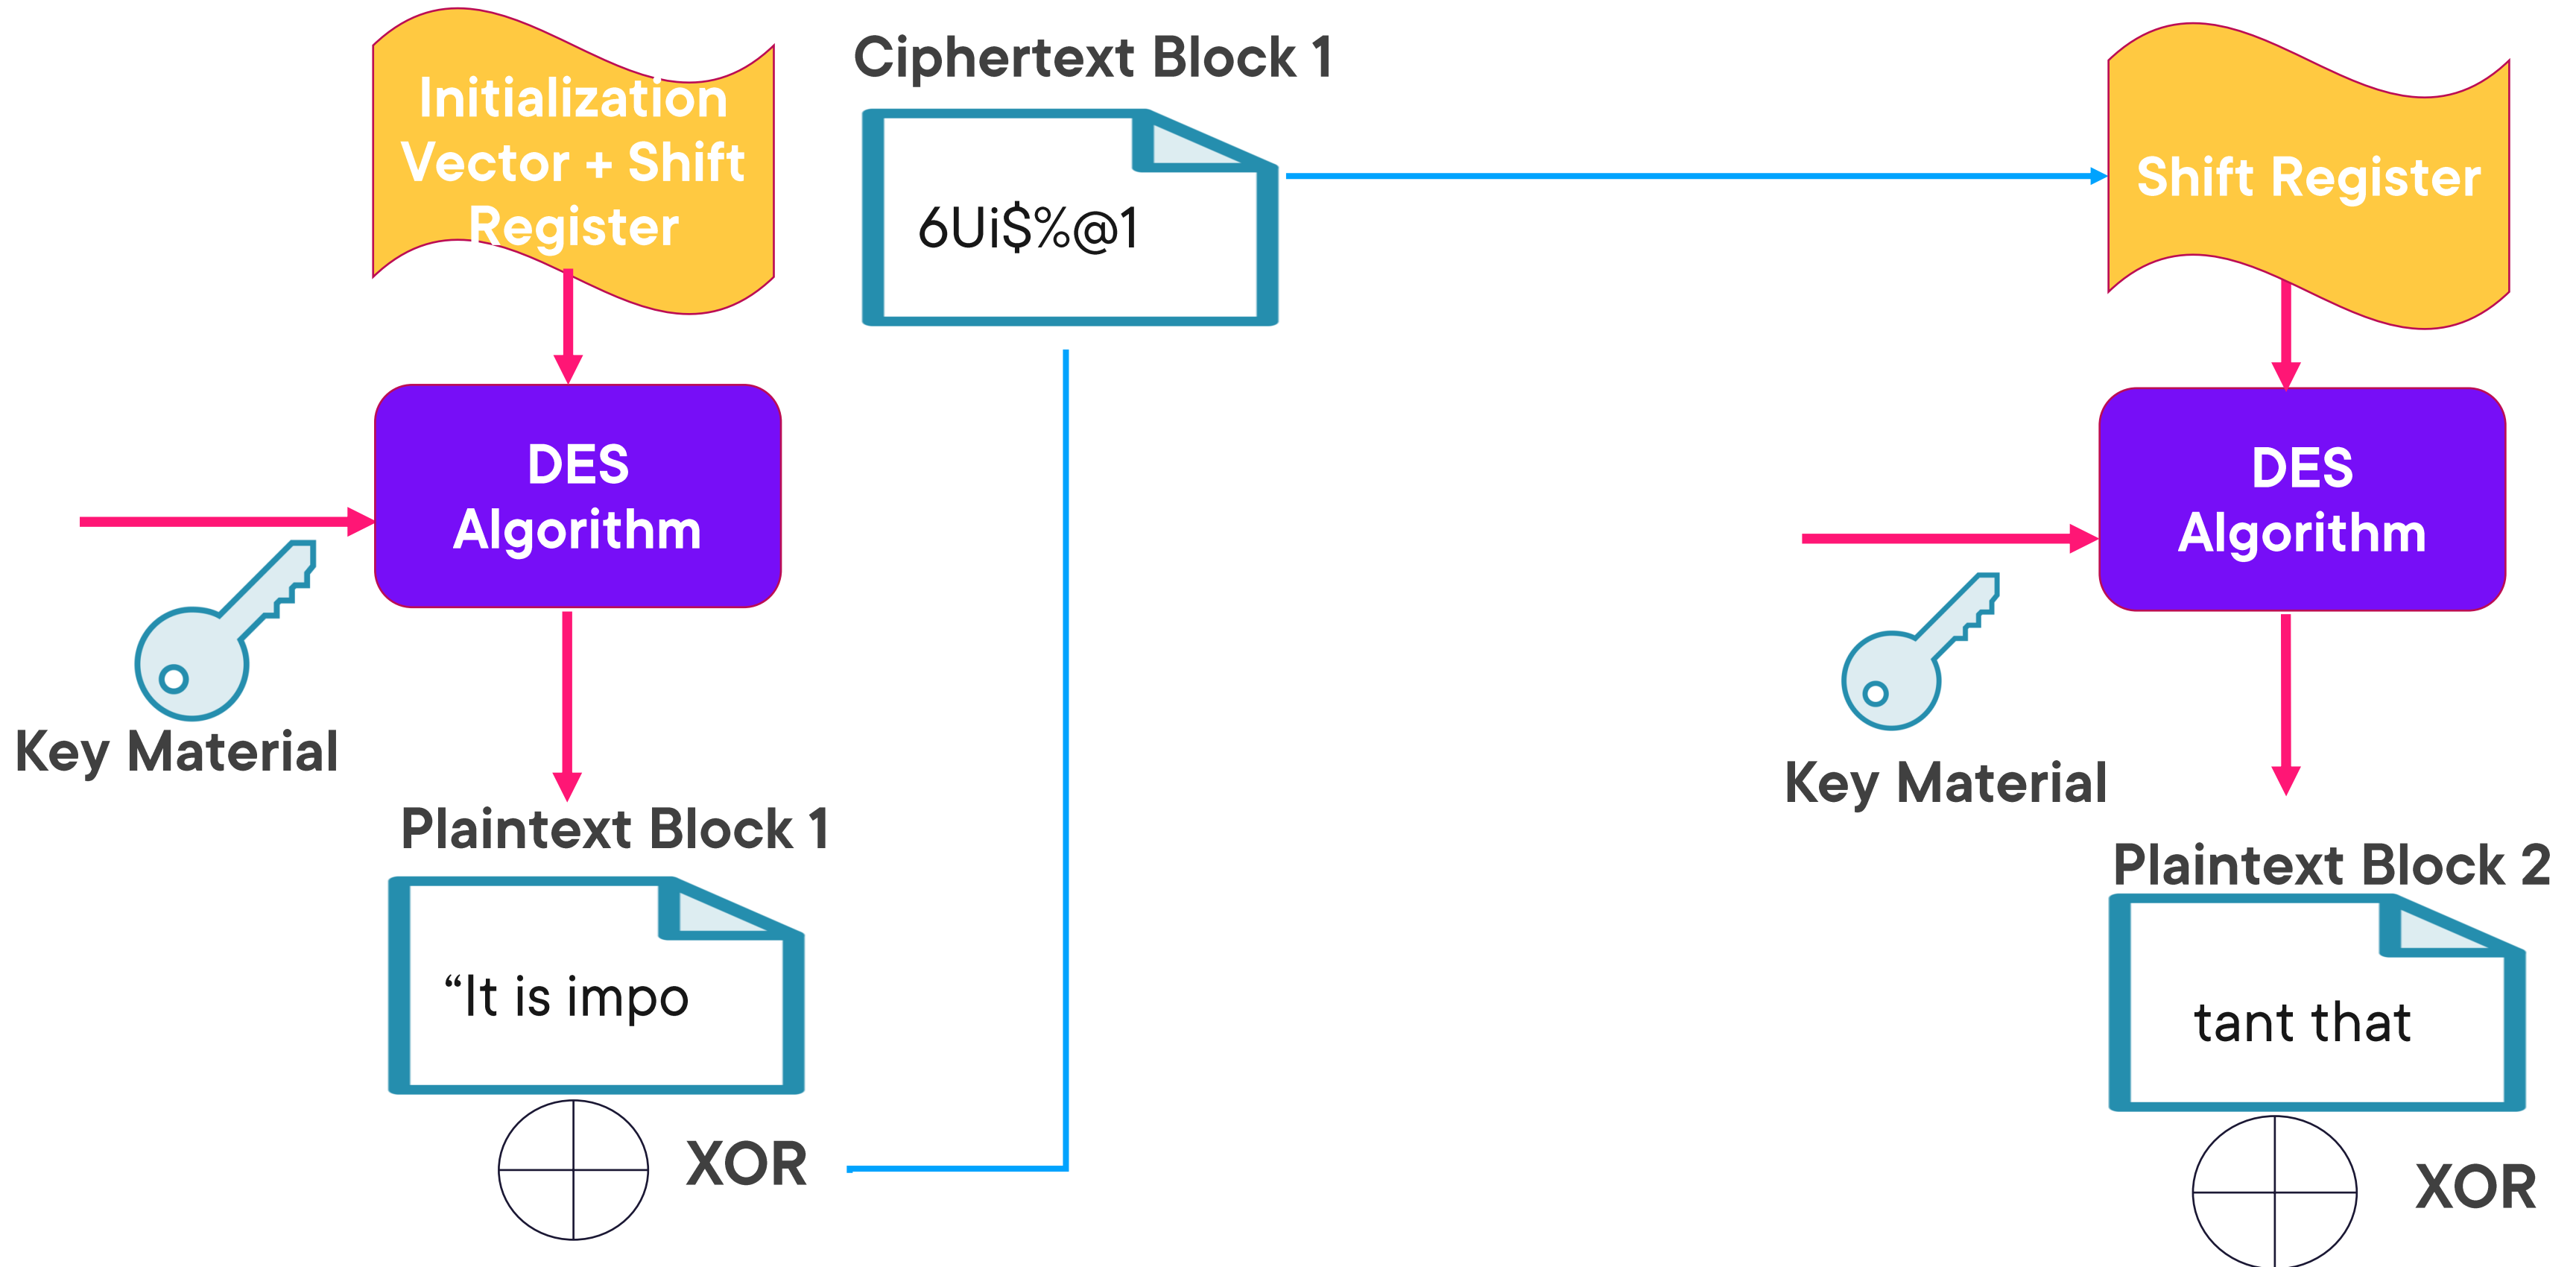 Initialization
Vector + Shift
Register
Ciphertext Block 1
6Ui$%@1
Shift Register
DES
Algorithm
DES
Algorithm
Key Material
Key Material
Plaintext Block 1
“It is impo
Plaintext Block 2
tant that
XOR
XOR